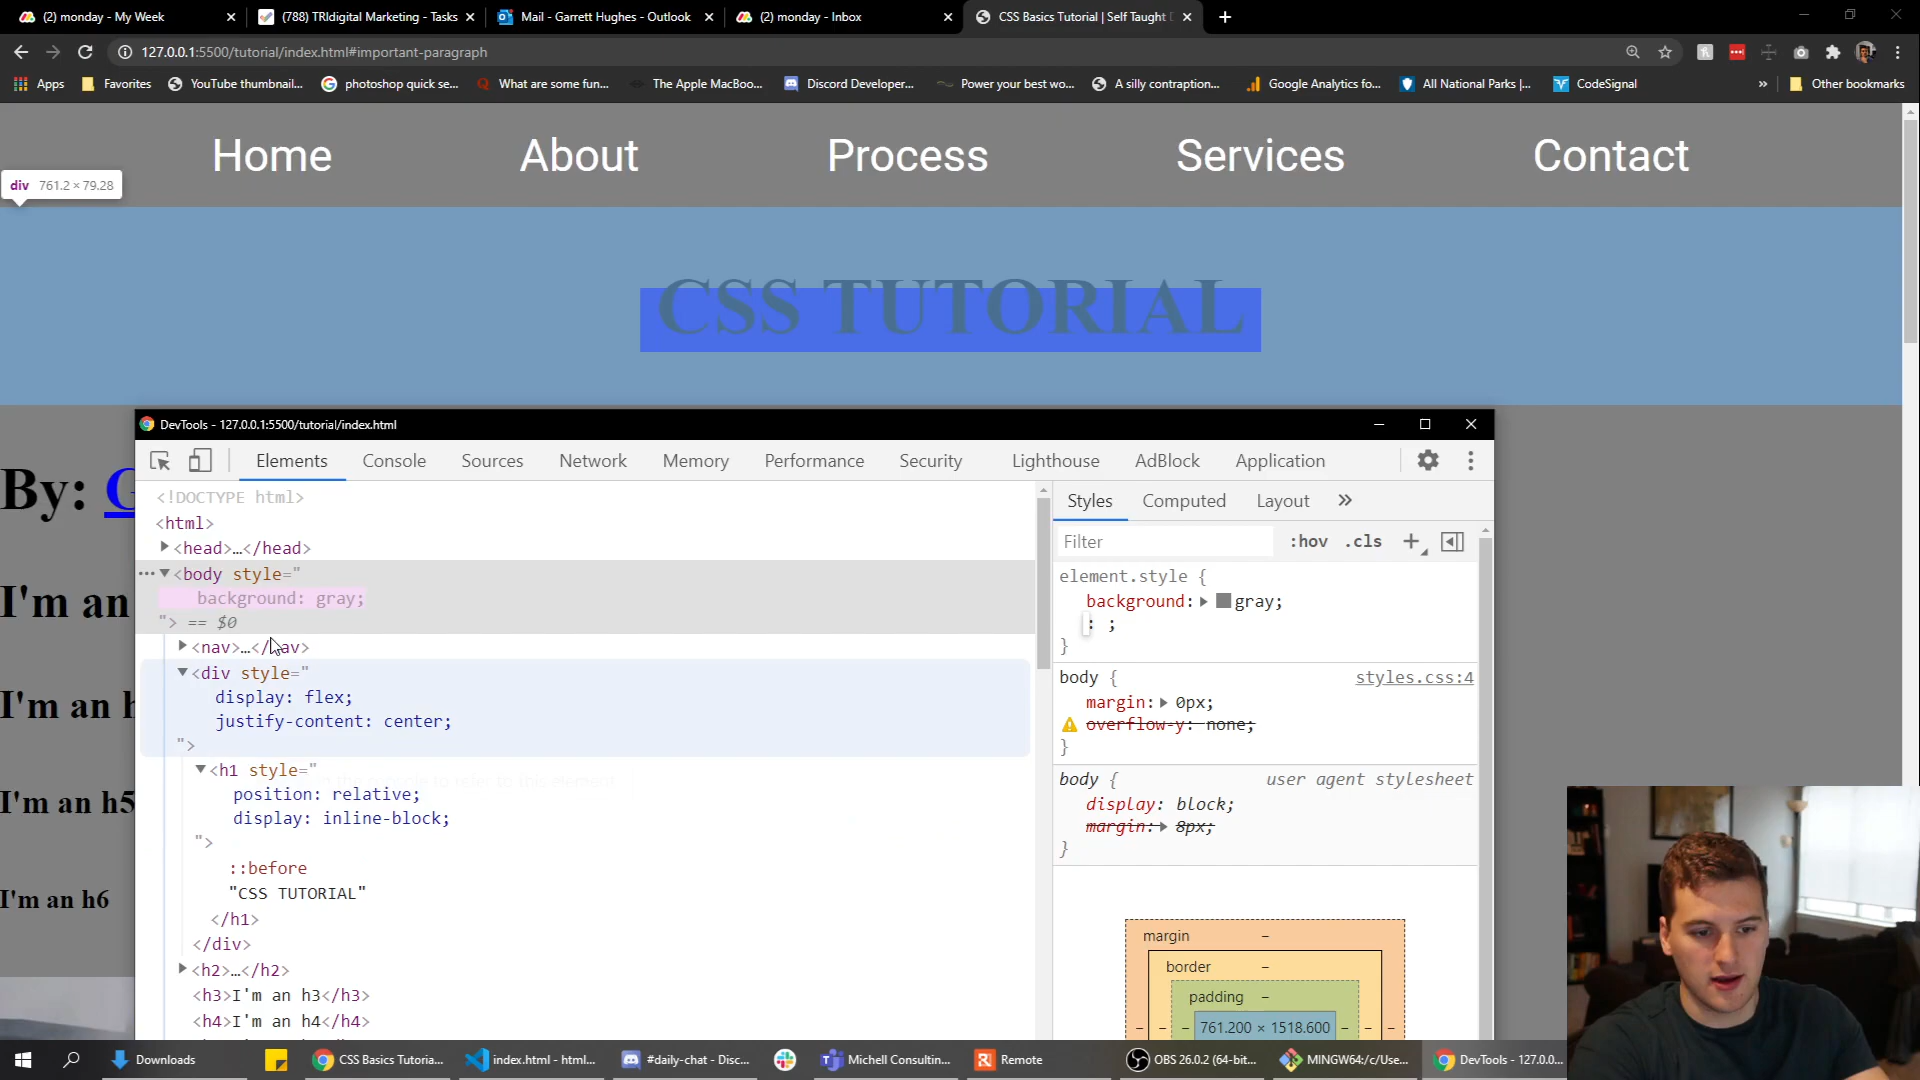 (2) monday - My Week
(788) TRIdigital Marketing - Tasks
Mail - Garrett Hughes - Outlook
(2) monday - Inbox
CSS Basics Tutorial | Self Taught
127.0.0.1:5500/tutorial/index.html#important-paragraph
Apps
Favorites
YouTube thumbnail...
photoshop quick se...
What are some fun...
The Apple MacBoo...
Discord Developer...
Power your best wo...
A silly contraption...
Google Analytics fo...
All National Parks |...
CodeSignal
»
Other bookmarks
Home
About
Process
Services
Contact
div 761.2 × 79.28
CSS TUTORIAL
By: G
I'm an
I'm an h
I'm an h5
I'm an h6
DevTools - 127.0.0.1:5500/tutorial/index.html
Elements
Console
Sources
Network
Memory
Performance
Security
Lighthouse
AdBlock
Application
<!DOCTYPE html>
<html>
<head>…</head>
<body style="
background: gray;
"> == $0
<nav>…</nav>
<div style="
display: flex;
justify-content: center;
">
<h1 style="
position: relative;
display: inline-block;
">
::before
"CSS TUTORIAL"
</h1>
</div>
<h2>…</h2>
<h3>I'm an h3</h3>
<h4>I'm an h4</h4>
Styles
Computed
Layout
»
Filter
:hov
.cls
+
element.style {
background: gray;
: ;
}
body {
styles.css:4
margin: 0px;
overflow-y: none;
}
body {
user agent stylesheet
display: block;
margin: 8px;
}
margin –
border –
padding –
– – – 761.200 × 1518.600 – – –
Downloads
CSS Basics Tutoria...
index.html - html...
#daily-chat - Disc...
Michell Consultin...
Remote
OBS 26.0.2 (64-bit...
MINGW64:/c/Use...
DevTools - 127.0.0...